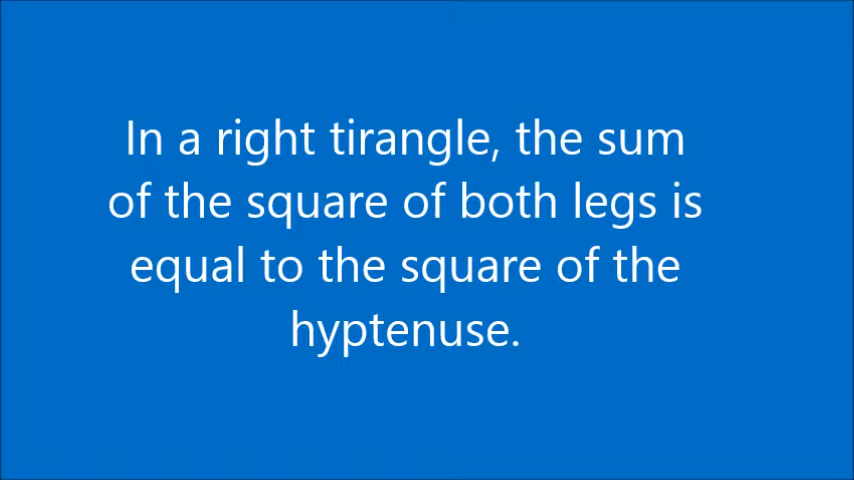 In a right tirangle, the sum
of the square of both legs is
equal to the square of the
hyptenuse.